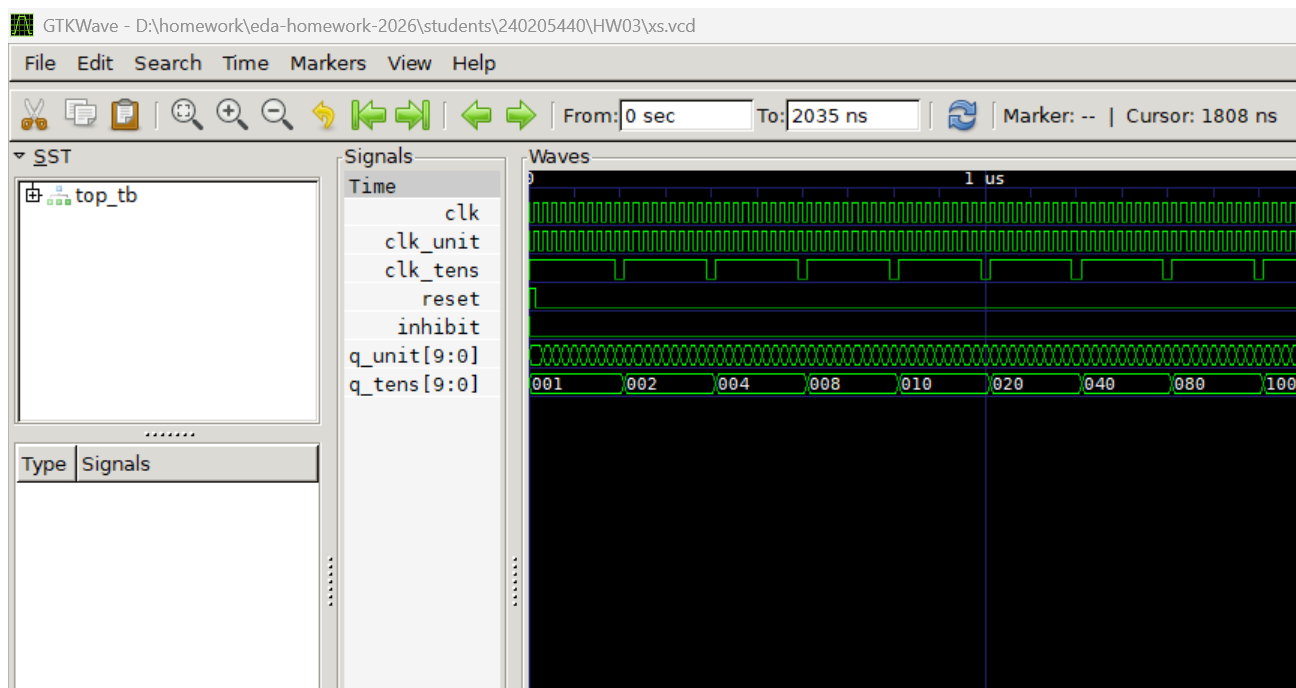 GTKWave - D:\homework\eda-homework-2026\students\240205440\HW03\xs.vcd
File Edit Search Time Markers View Help
From: 0 sec To: 2035 ns Marker: -- | Cursor: 1808 ns
SST
top_tb
Type Signals
Signals
Time
clk
clk_unit
clk_tens
reset
inhibit
q_unit[9:0]
q_tens[9:0]
Waves
0 1 us
001 002 004 008 010 020 040 080 100